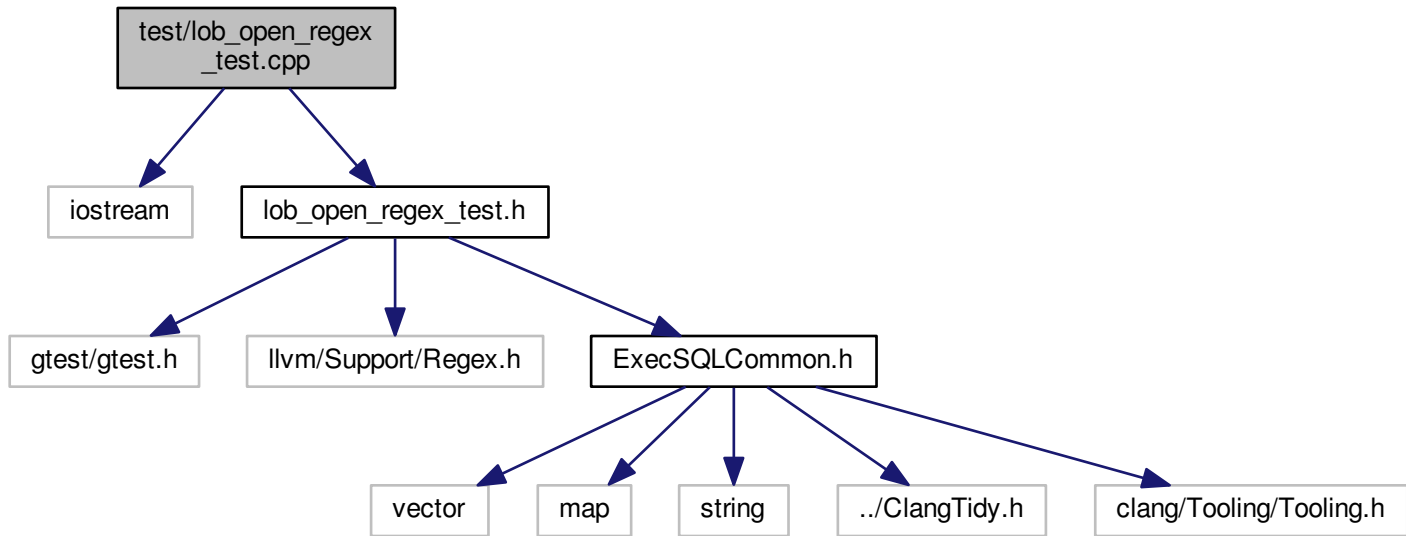 test/lob_open_regex
_test.cpp
iostream
lob_open_regex_test.h
gtest/gtest.h
llvm/Support/Regex.h
ExecSQLCommon.h
vector
map
string
../ClangTidy.h
clang/Tooling/Tooling.h